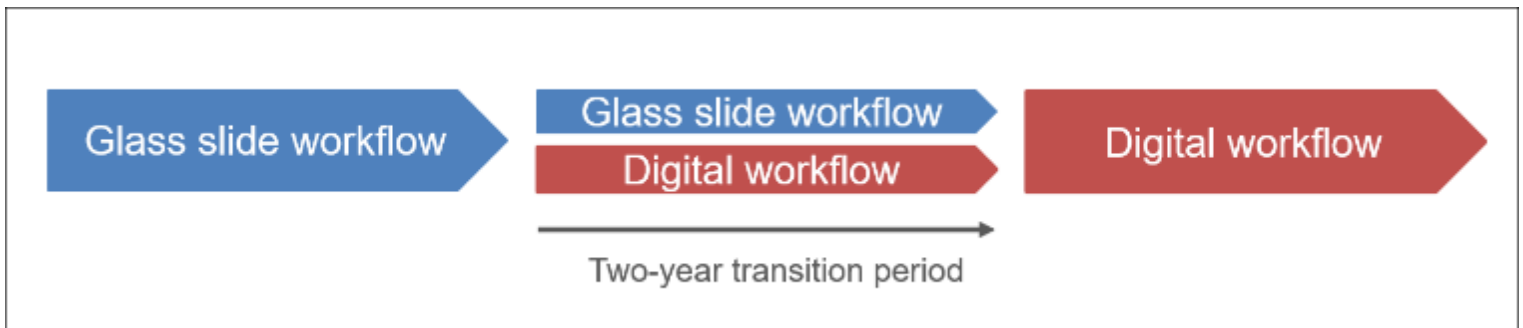 Glass slide workflow
Glass slide workflow
Digital workflow
Digital workflow
Two-year transition period